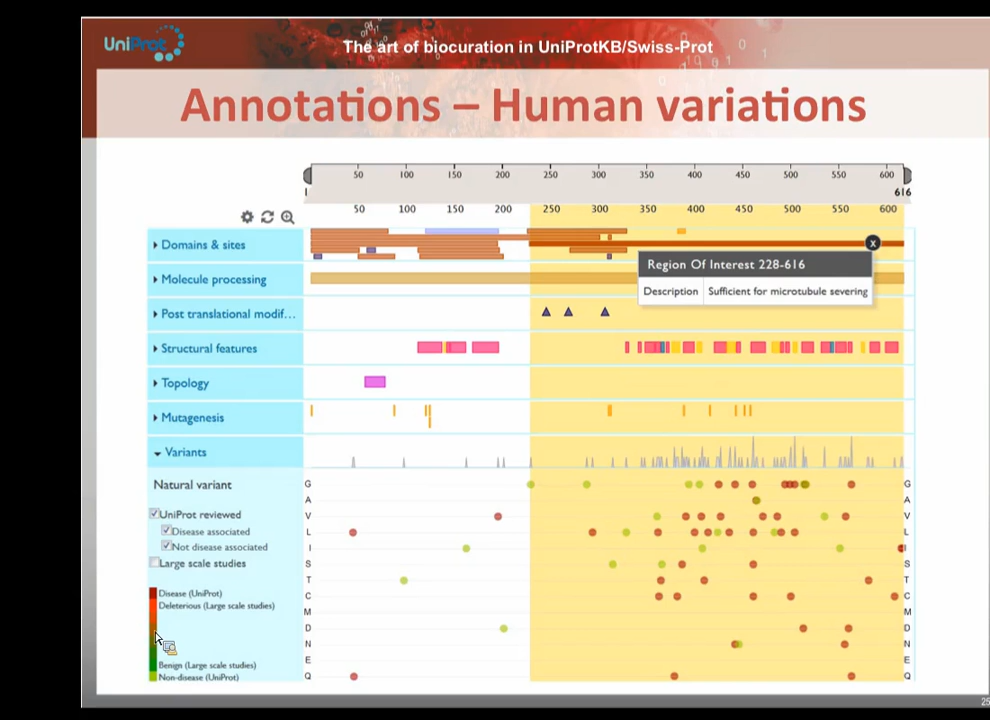 UniProt
The art of biocuration in UniProtKB/Swiss-Prot
Annotations – Human variations
50 100 150 200 250 300 350 400 450 500 550 600
1 616
50 100 150 200 250 300 350 400 450 500 550 600
Domains & sites
x
Region Of Interest 228-616
Molecule processing
Description Sufficient for microtubule severing
Post translational modif...
Structural features
Topology
Mutagenesis
Variants
Natural variant
G G
A A
UniProt reviewed
V V
Disease associated
L L
Not disease associated
I I
Large scale studies
S S
T T
Disease (UniProt)
C C
Deleterious (Large scale studies)
M M
D D
N N
Benign (Large scale studies)
E E
Non-disease (UniProt)
Q Q